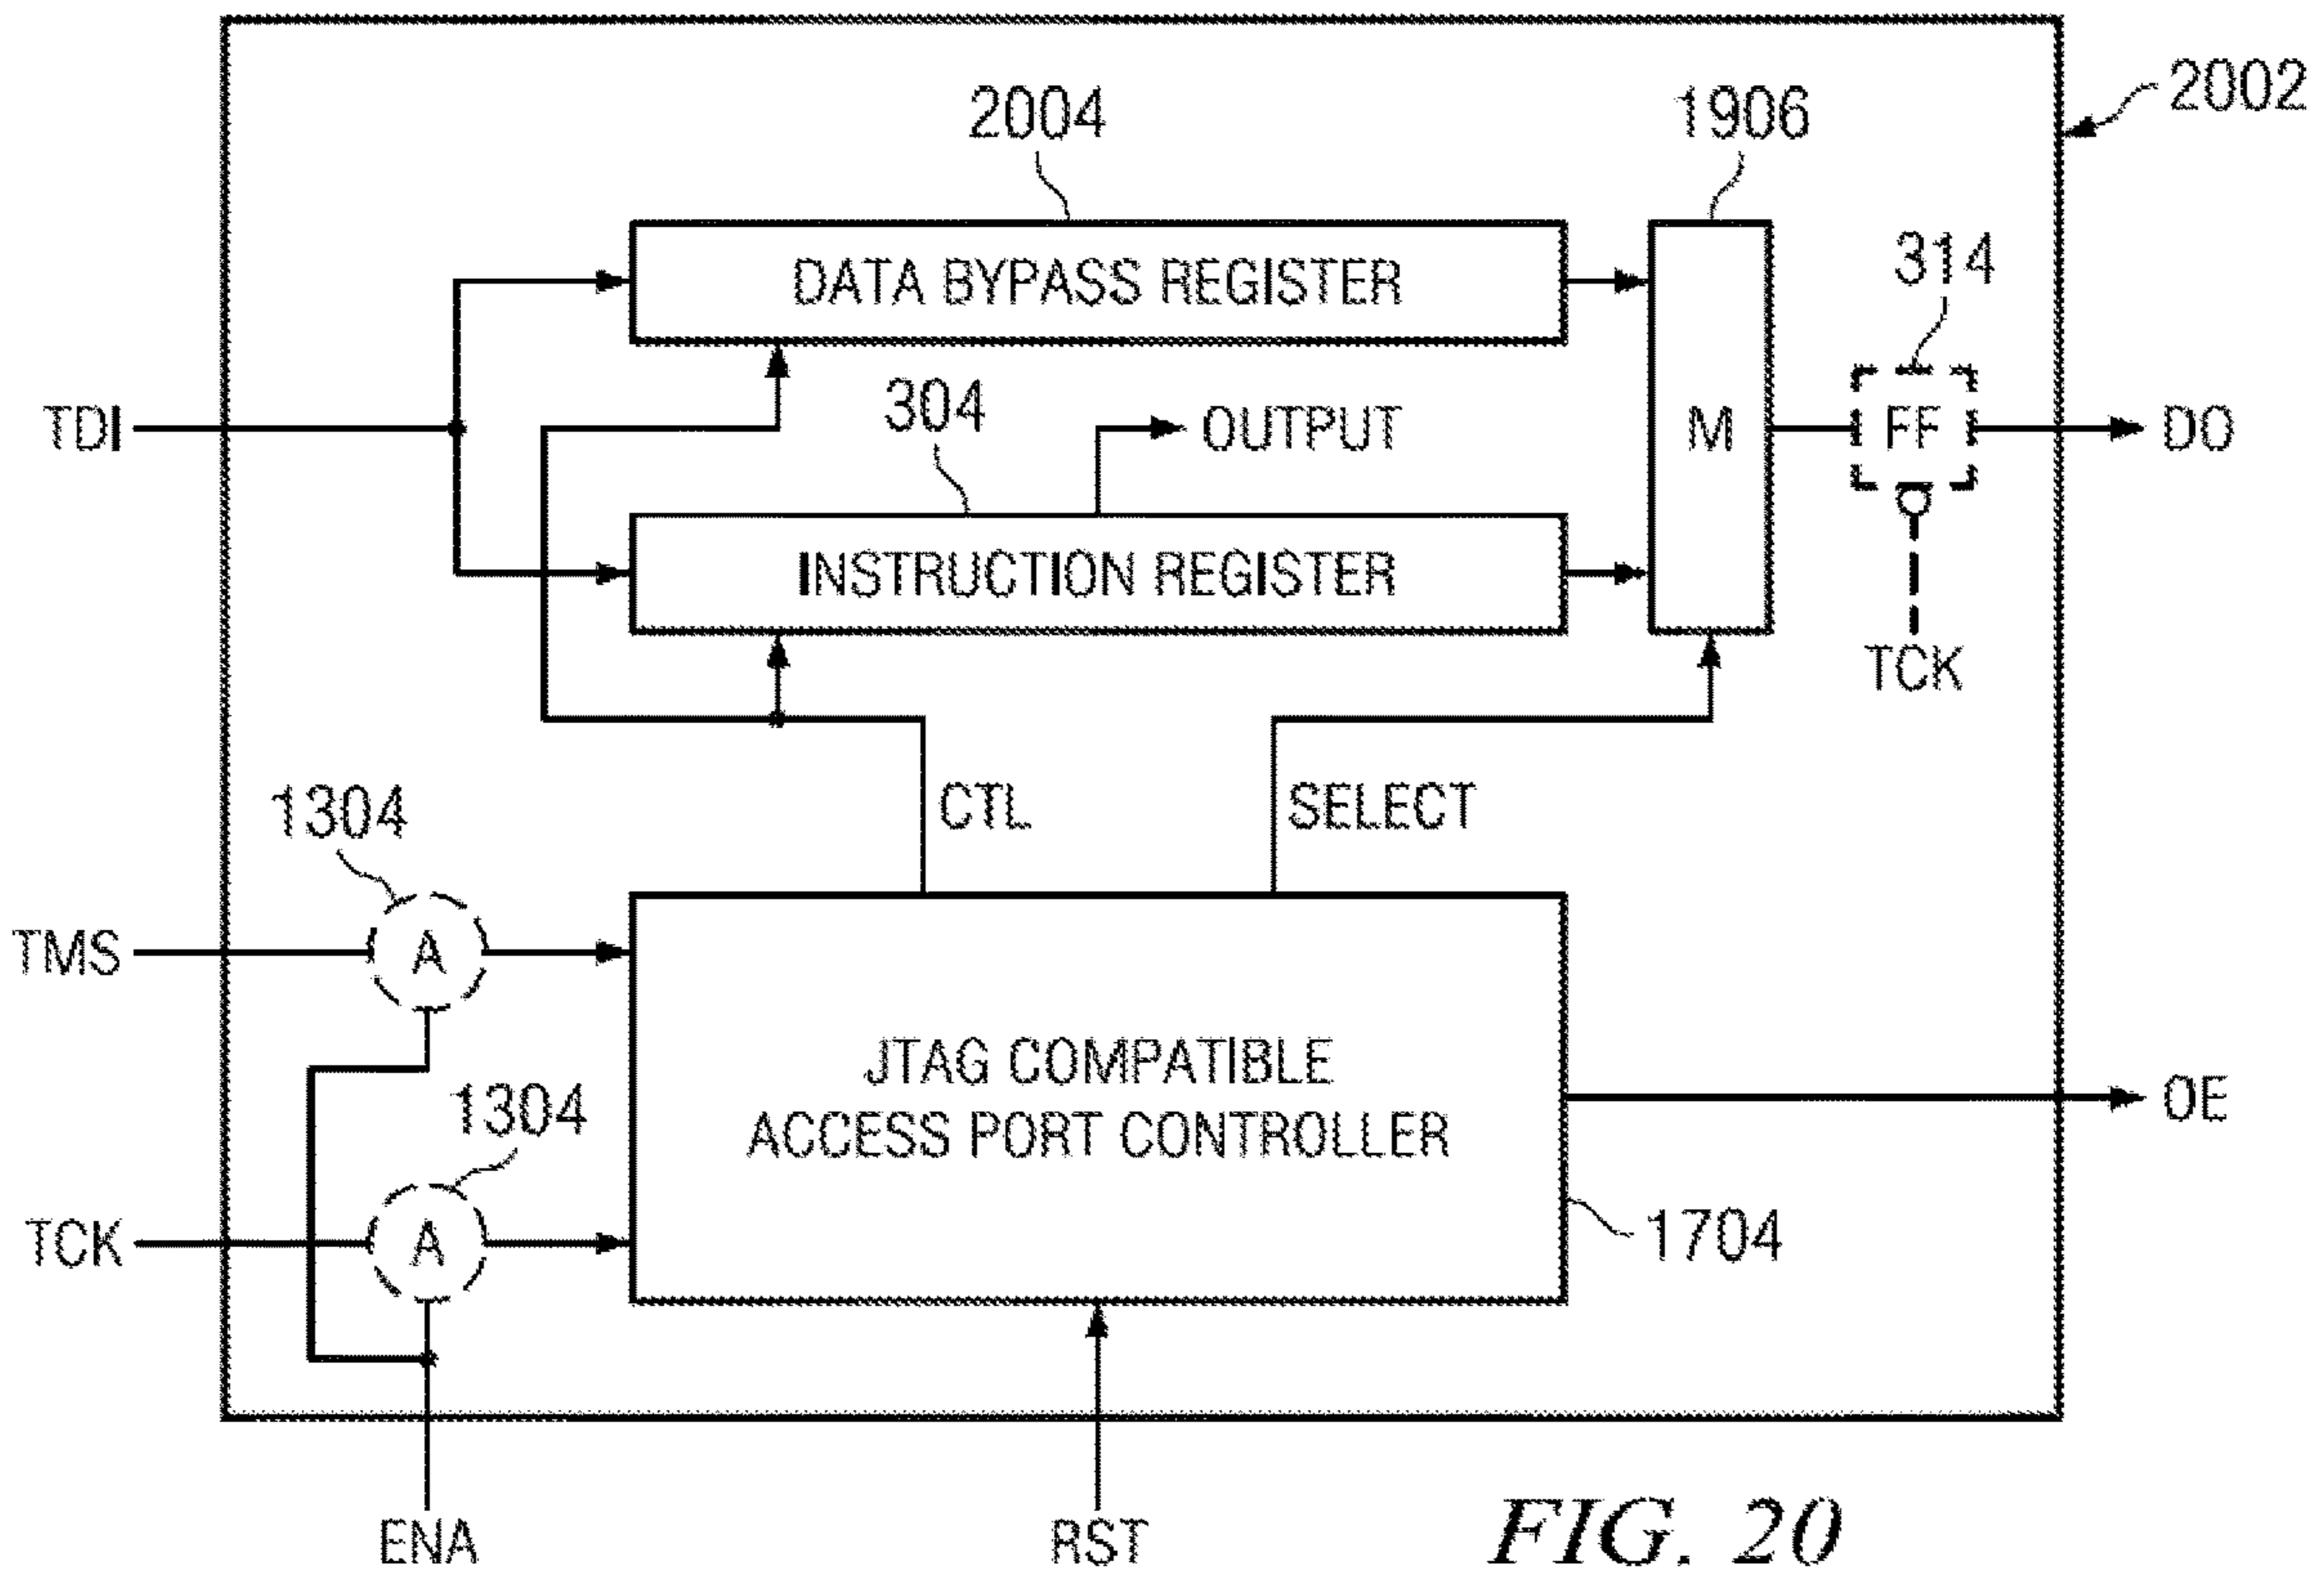 2002
2004
1906
314
DATA BYPASS REGISTER
304
TDI
OUTPUT
M
FF
DO
INSTRUCTION REGISTER
TCK
CTL
SELECT
1304
TMS
A
JTAG COMPATIBLE
ACCESS PORT CONTROLLER
1304
OE
TCK
A
1704
ENA
RST
FIG. 20